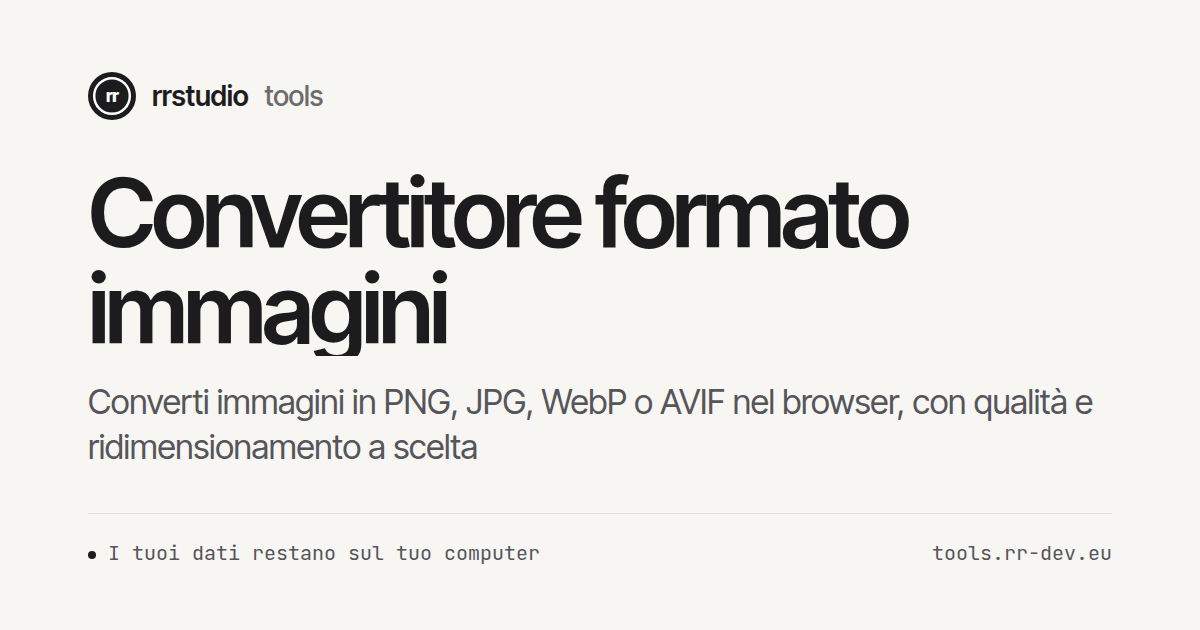 rr rrstudio tools
Convertitore formato
immagini
Converti immagini in PNG, JPG, WebP o AVIF nel browser, con qualità e
ridimensionamento a scelta
• I tuoi dati restano sul tuo computer
tools.rr-dev.eu